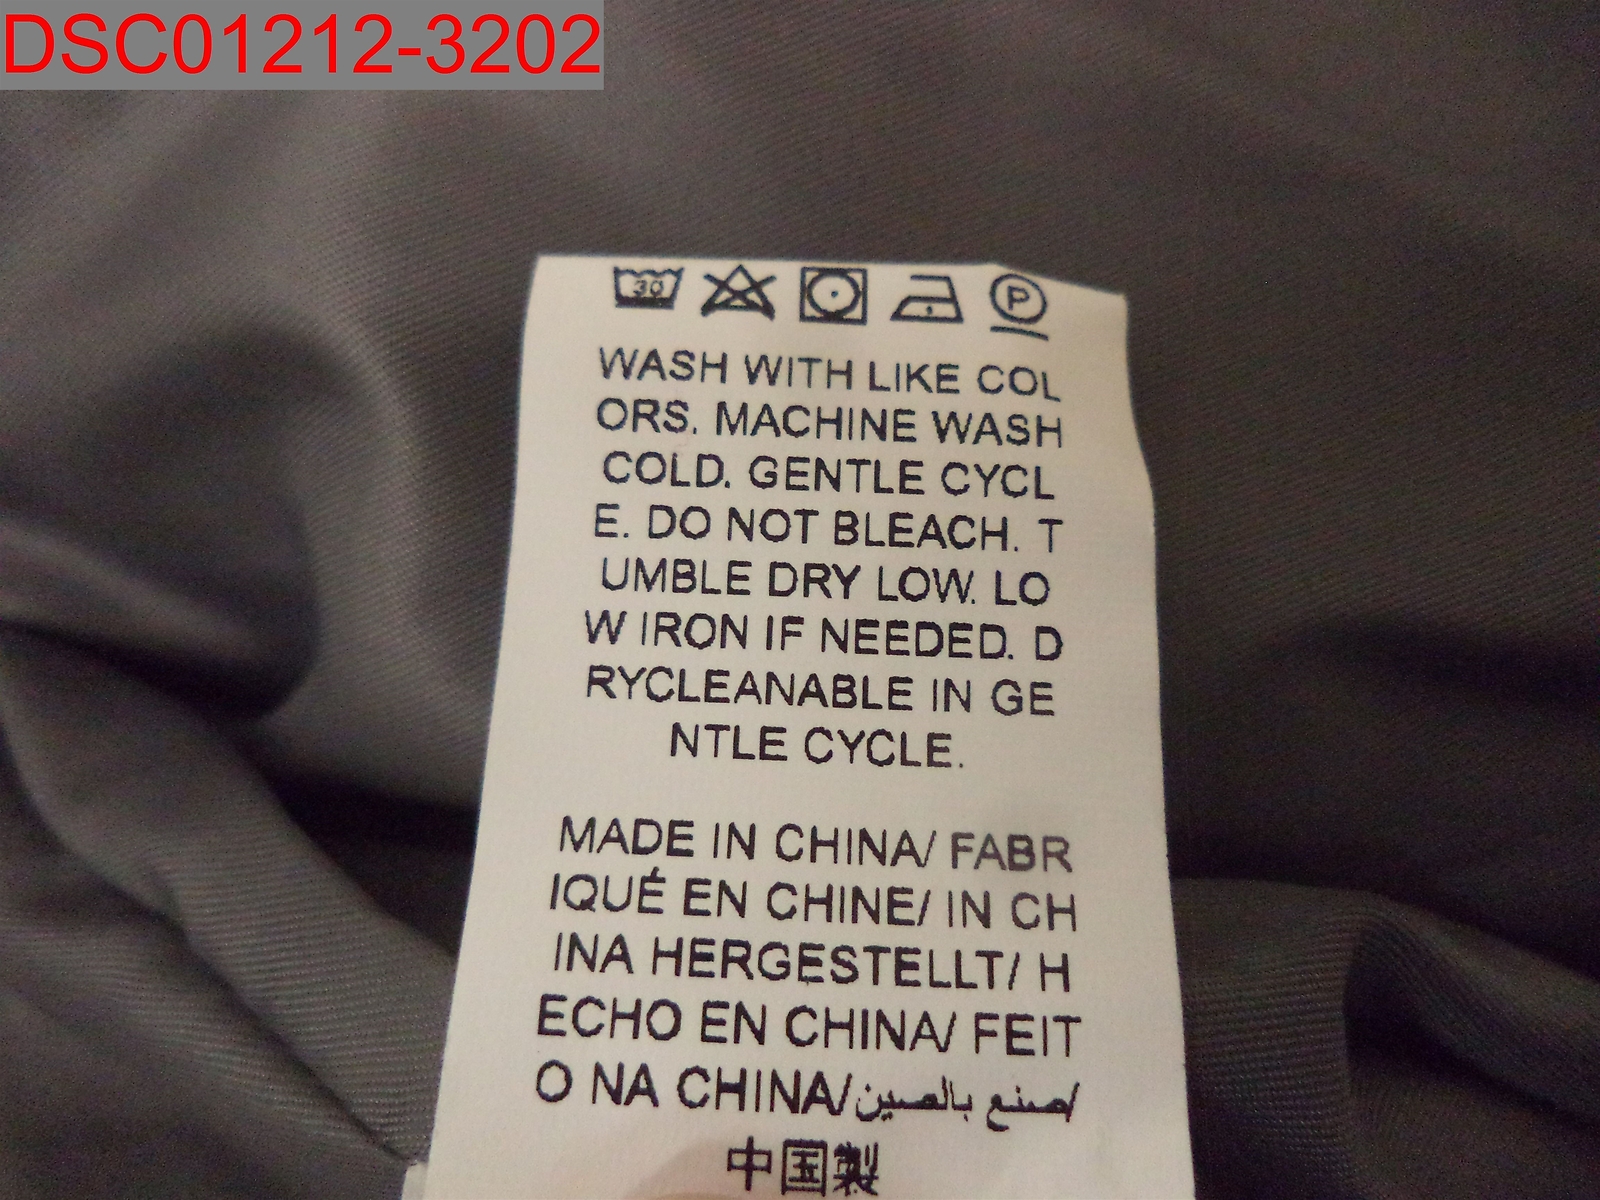 DSC01212-3202
30
P
WASH WITH LIKE COL
ORS. MACHINE WASH
COLD. GENTLE CYCL
E. DO NOT BLEACH. T
UMBLE DRY LOW. LO
W IRON IF NEEDED. D
RYCLEANABLE IN GE
NTLE CYCLE.
MADE IN CHINA/ FABR
IQUÉ EN CHINE/ IN CH
INA HERGESTELLT/ H
ECHO EN CHINA/ FEIT
O NA CHINA/صنع بالصين/
中国製